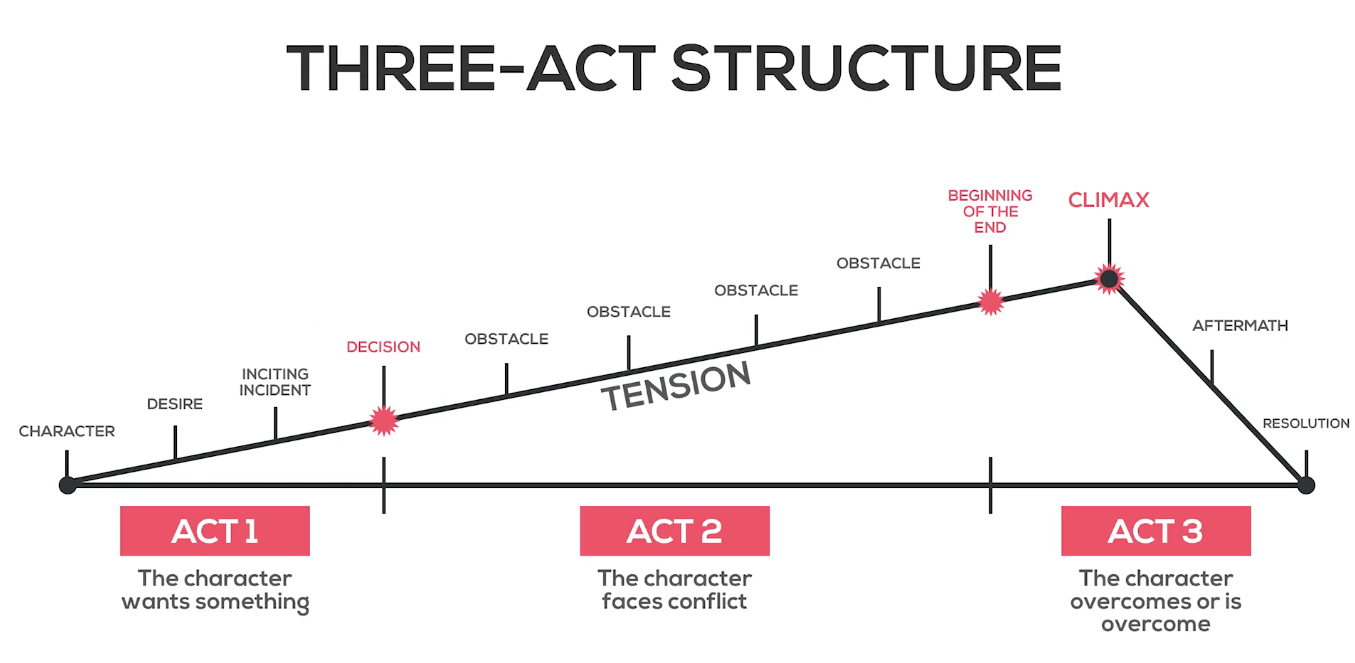 THREE-ACT STRUCTURE
CHARACTER
DESIRE
INCITING
INCIDENT
DECISION
OBSTACLE
OBSTACLE
OBSTACLE
OBSTACLE
BEGINNING
OF THE
END
CLIMAX
AFTERMATH
RESOLUTION
TENSION
ACT 1
The character
wants something
ACT 2
The character
faces conflict
ACT 3
The character
overcomes or is
overcome